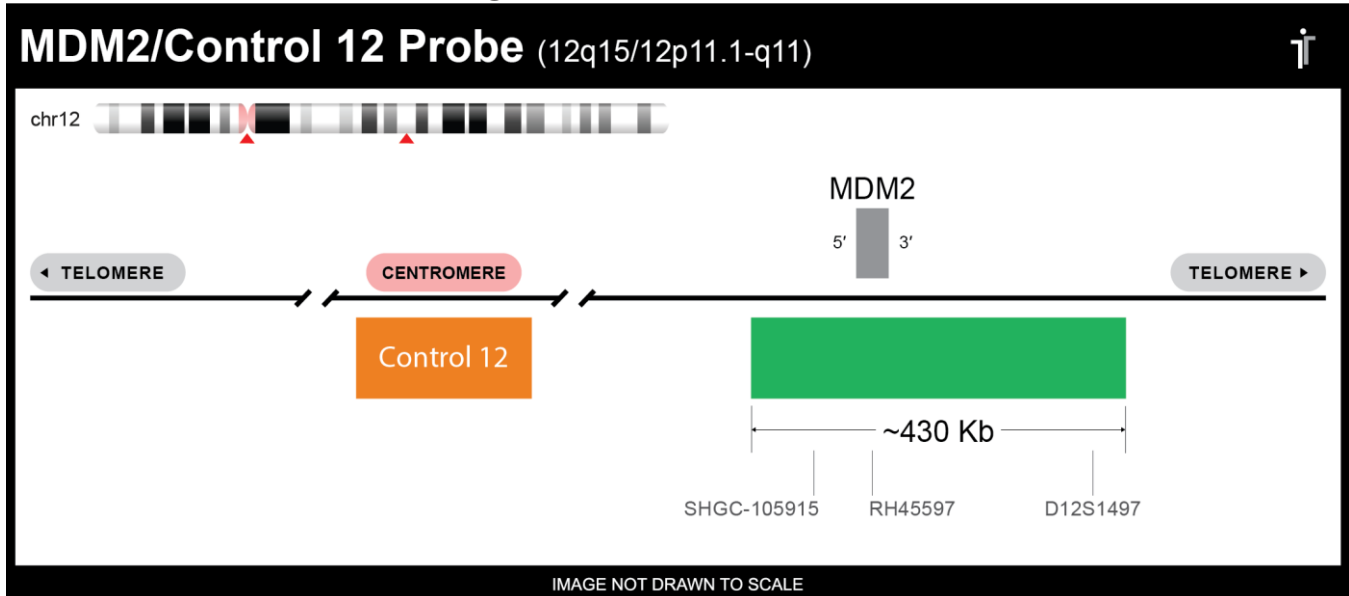 MDM2/Control 12 Probe (12q15/12p11.1-q11)
chr12
MDM2
5′ 3′
◂ TELOMERE CENTROMERE TELOMERE ▸
Control 12
~430 Kb
SHGC-105915 RH45597 D12S1497
IMAGE NOT DRAWN TO SCALE